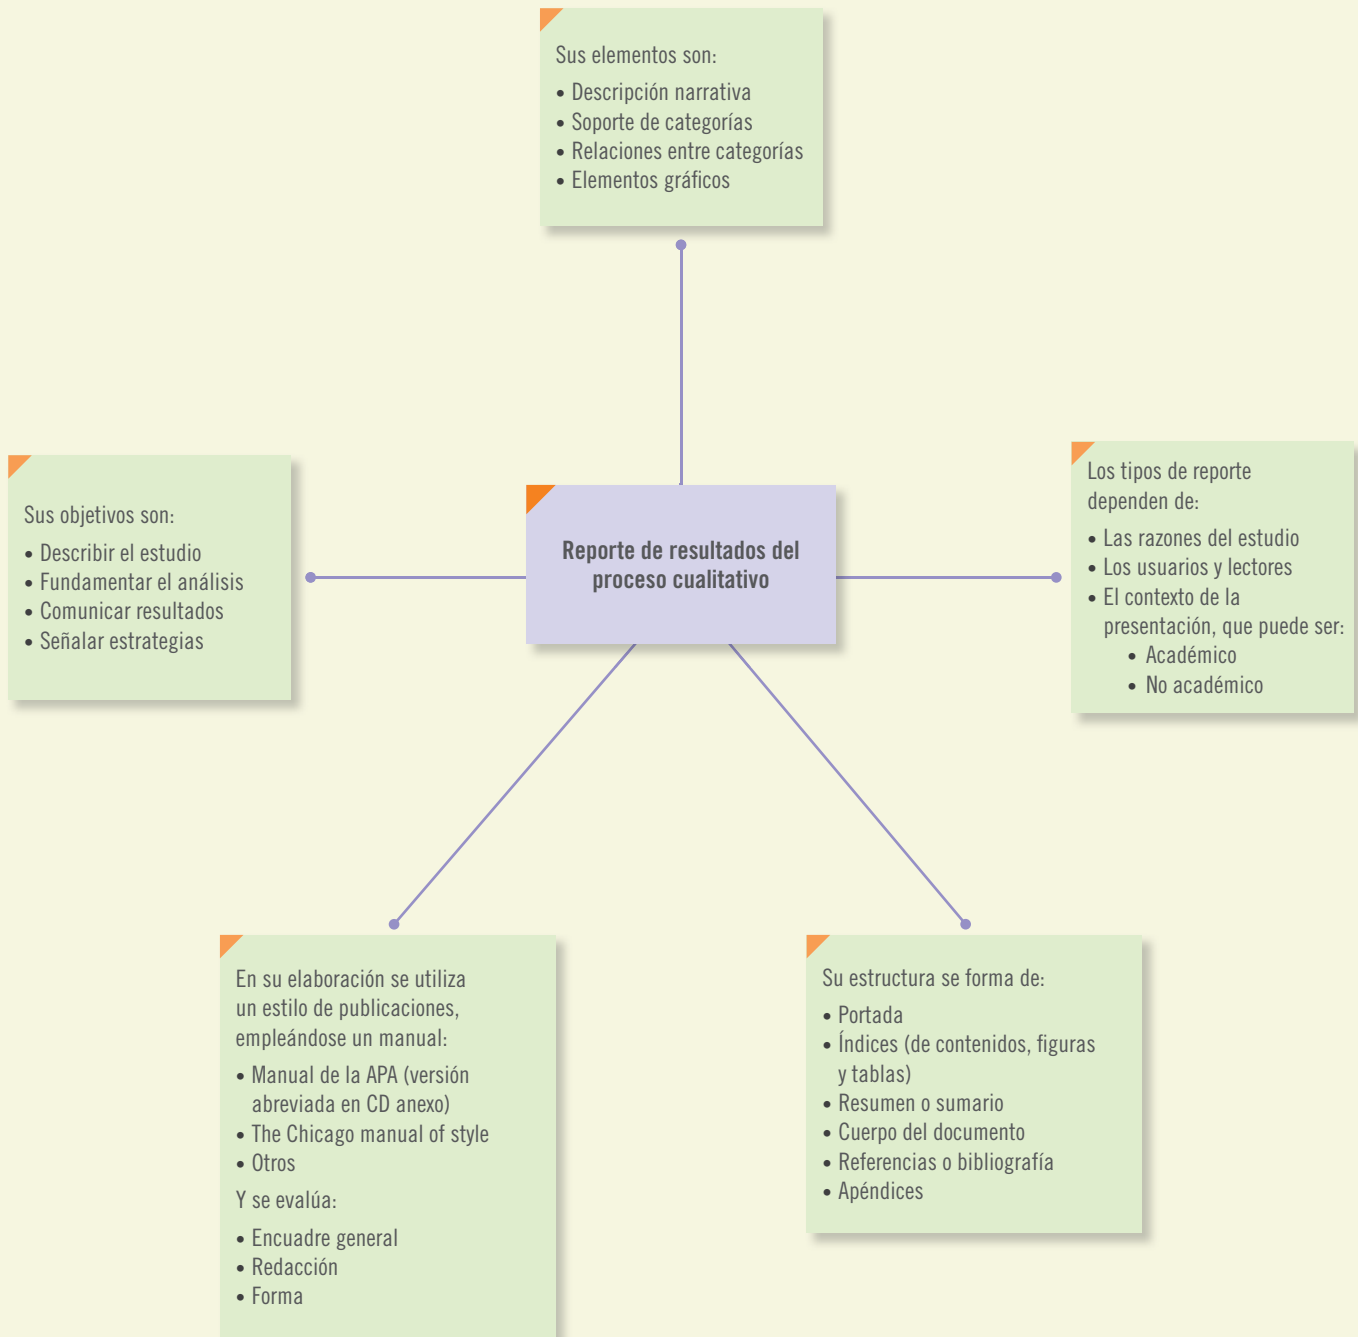 Sus elementos son:
• Descripción narrativa
• Soporte de categorías
• Relaciones entre categorías
• Elementos gráficos
Sus objetivos son:
• Describir el estudio
• Fundamentar el análisis
• Comunicar resultados
• Señalar estrategias
Reporte de resultados del
proceso cualitativo
Los tipos de reporte
dependen de:
• Las razones del estudio
• Los usuarios y lectores
• El contexto de la
presentación, que puede ser:
• Académico
• No académico
En su elaboración se utiliza
un estilo de publicaciones,
empleándose un manual:
• Manual de la APA (versión
abreviada en CD anexo)
• The Chicago manual of style
• Otros
Y se evalúa:
• Encuadre general
• Redacción
• Forma
Su estructura se forma de:
• Portada
• Índices (de contenidos, figuras
y tablas)
• Resumen o sumario
• Cuerpo del documento
• Referencias o bibliografía
• Apéndices